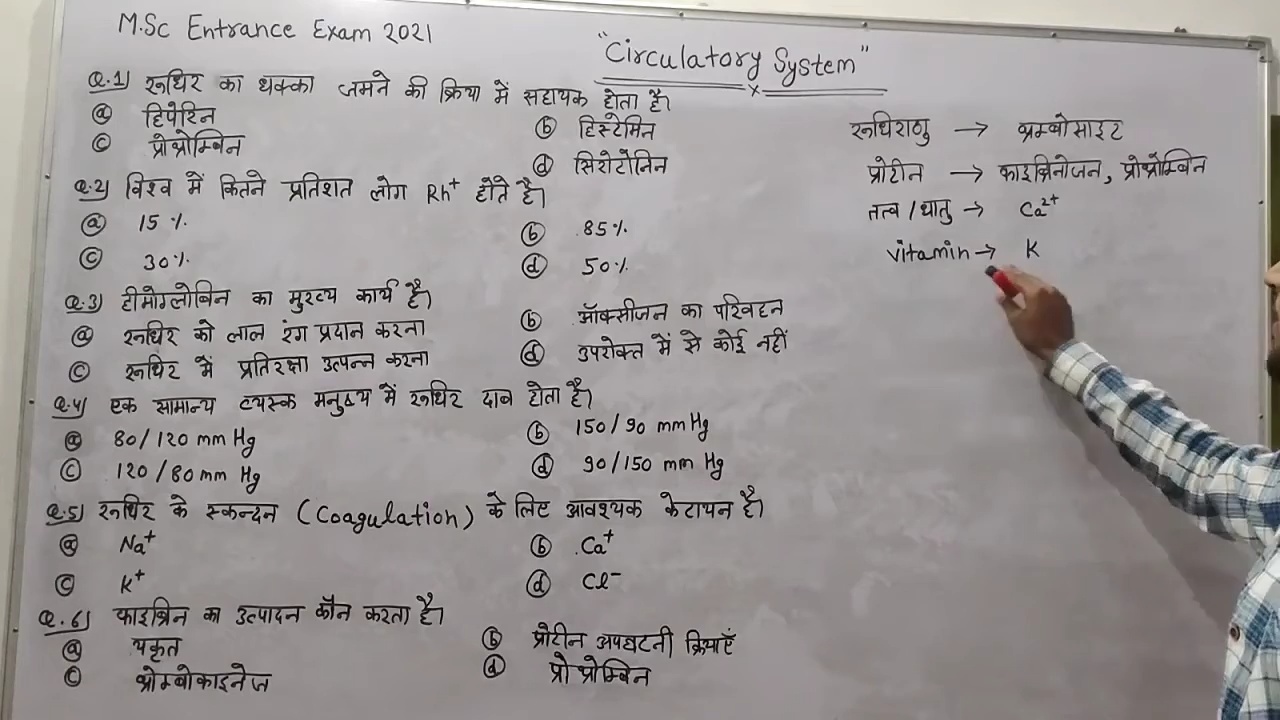 M.Sc Entrance Exam 2021
"Circulatory System"
Q.1) रूधिर का थक्का जमने की क्रिया में सहायक होता है।
ⓐ हिपेरिन
ⓑ हिस्टेमिन
ⓒ प्रोथ्रोम्बिन
ⓓ सिरोटोनिन
Q.2) विश्व में कितने प्रतिशत लोग Rh⁺ होते है।
ⓐ 15%
ⓑ 85%
ⓒ 30%
ⓓ 50%
Q.3) हीमोग्लोबिन का मुख्य कार्य है।
ⓐ रूधिर को लाल रंग प्रयान करना
ⓑ ऑक्सीजन का परिवहन
ⓒ रूधिर में प्रतिरक्षा उत्पन्न करना
ⓓ उपरोक्त में से कोई नहीं
Q.4) एक सामान्य व्यस्क मनुष्य में रूधिर दाब होता है।
ⓐ 80/120 mm Hg
ⓑ 150/90 mm Hg
ⓒ 120/80 mm Hg
ⓓ 90/150 mm Hg
Q.5) रूधिर के स्कन्दन (Coagulation) के लिए आवश्यक केटायन है।
ⓐ Na⁺
ⓑ Ca⁺
ⓒ K⁺
ⓓ Cl⁻
Q.6) फाइब्रिन का उत्पादन कौन करता है।
ⓐ यकृत
ⓑ प्रोटीन अपघटनी क्रियाएँ
ⓒ थ्रोम्बोकाइनेज
ⓓ प्रोथ्रोम्बिन
रूधिराणु → थ्रम्बोसाइट
प्रोटीन → फाइब्रिनोजन, प्रोथ्रोम्बिन
तत्व/धातु → Ca²⁺
vitamin → K